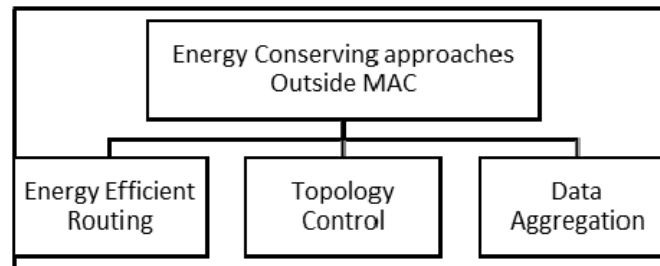 Energy Conserving approaches
Outside MAC
Energy Efficient
Routing
Topology
Control
Data
Aggregation